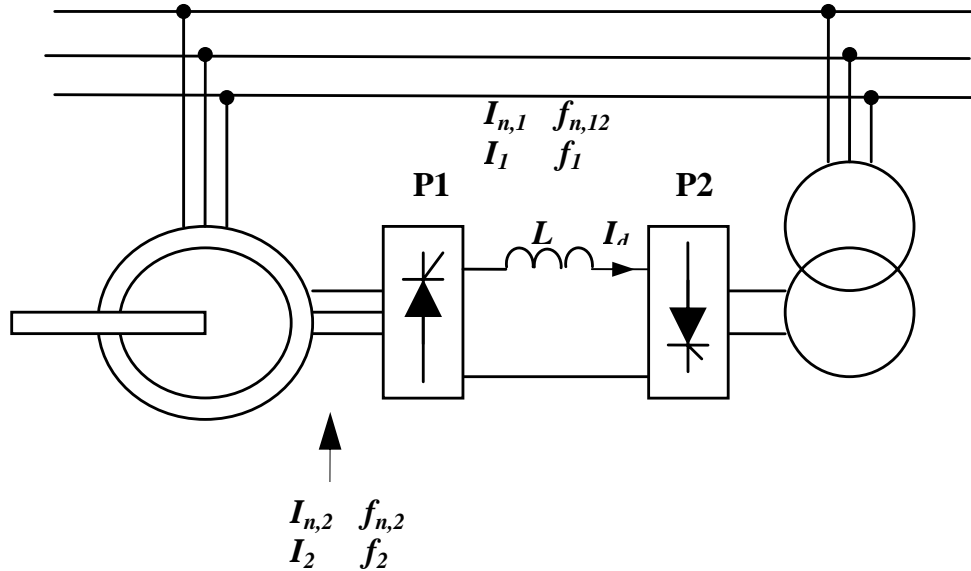 I_{n,1} f_{n,12}
I_1 f_1
P1 P2
L I_d
I_{n,2} f_{n,2}
I_2 f_2